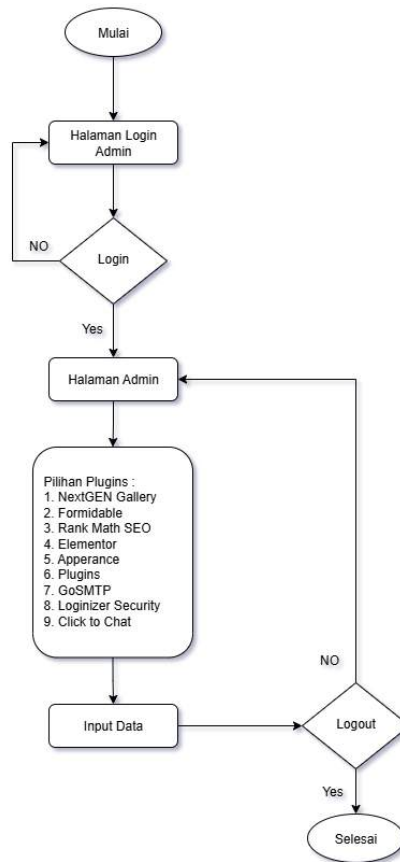 Mulai
Halaman Login
Admin
NO
Login
Yes
Halaman Admin
Pilihan Plugins :
1. NextGEN Gallery
2. Formidable
3. Rank Math SEO
4. Elementor
5. Apperance
6. Plugins
7. GoSMTP
8. Loginizer Security
9. Click to Chat
NO
Input Data
Logout
Yes
Selesai